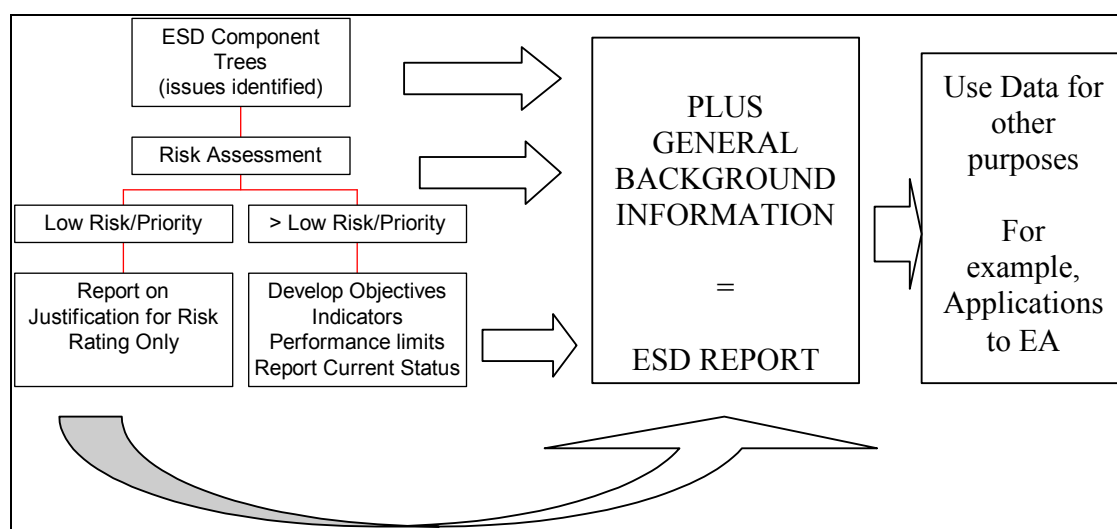 ESD Component
Trees
(issues identified)
Risk Assessment
Low Risk/Priority
> Low Risk/Priority
Report on
Justification for Risk
Rating Only
Develop Objectives
Indicators
Performance limits
Report Current Status
PLUS
GENERAL
BACKGROUND
INFORMATION
=
ESD REPORT
Use Data for
other
purposes
For
example,
Applications
to EA